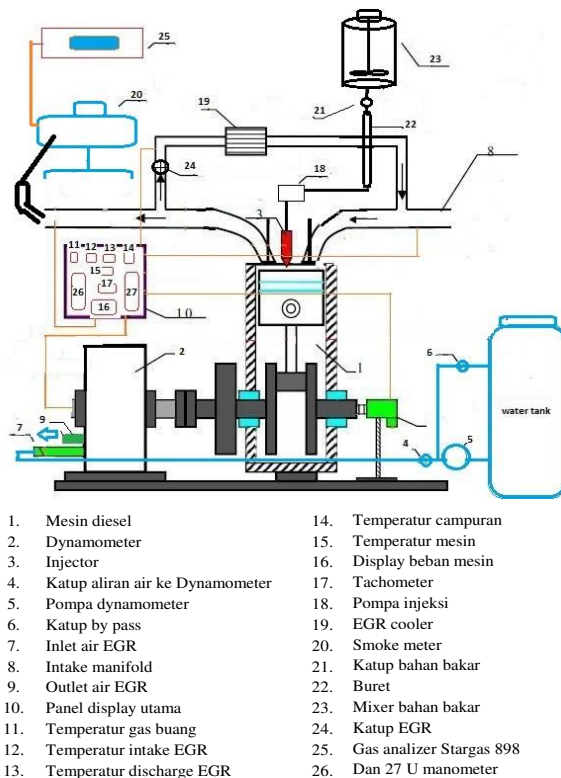 25
20
19
24
21
22
23
8
18
3
11 12 13 14
15
17
26
27
16
10
2
1
9
7
6
water tank
4
5
1. Mesin diesel
2. Dynamometer
3. Injector
4. Katup aliran air ke Dynamometer
5. Pompa dynamometer
6. Katup by pass
7. Inlet air EGR
8. Intake manifold
9. Outlet air EGR
10. Panel display utama
11. Temperatur gas buang
12. Temperatur intake EGR
13. Temperatur discharge EGR
14. Temperatur campuran
15. Temperatur mesin
16. Display beban mesin
17. Tachometer
18. Pompa injeksi
19. EGR cooler
20. Smoke meter
21. Katup bahan bakar
22. Buret
23. Mixer bahan bakar
24. Katup EGR
25. Gas analizer Stargas 898
26. Dan 27 U manometer